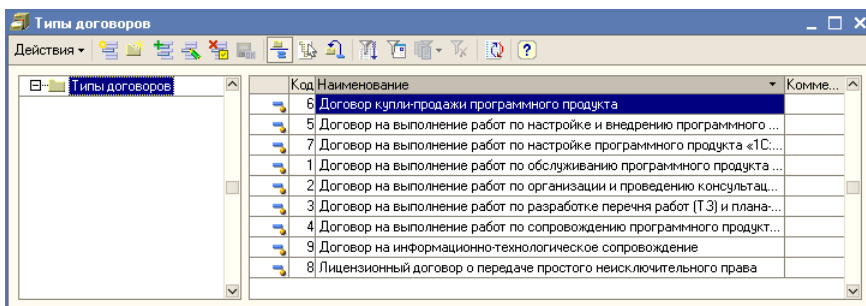 Типы договоров
Действия
Типы договоров
Код Наименование Комме...
6 Договор купли-продажи программного продукта
5 Договор на выполнение работ по настройке и внедрению программного ...
7 Договор на выполнение работ по настройке программного продукта «1С:...
1 Договор на выполнение работ по обслуживанию программного продукта ...
2 Договор на выполнение работ по организации и проведению консультац...
3 Договор на выполнение работ по разработке перечня работ (ТЗ) и плана-...
4 Договор на выполнение работ по сопровождению программного продукт...
9 Договор на информационно-технологическое сопровождение
8 Лицензионный договор о передаче простого неисключительного права